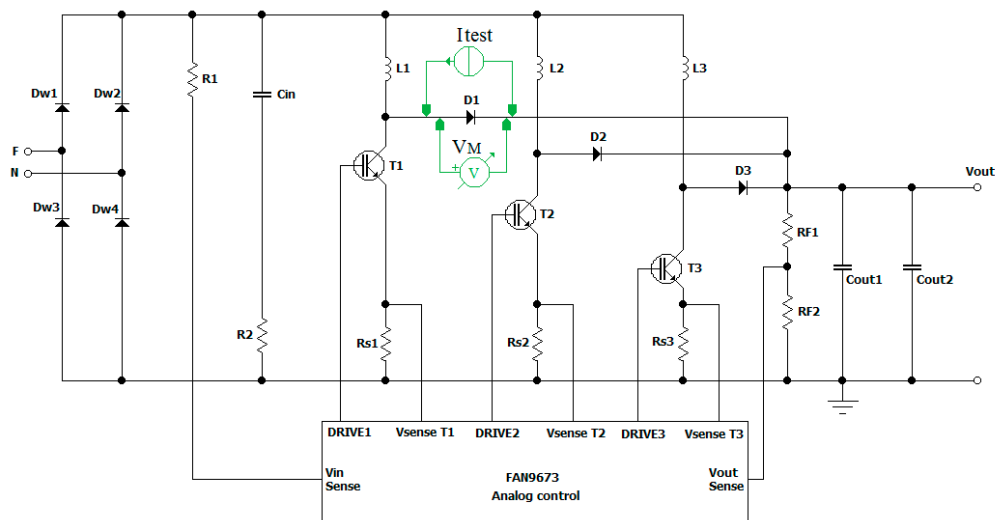 Itest
L1
L2
L3
R1
Dw1
Dw2
Cin
D1
F
N
VM
+
V
D2
T1
D3
Vout
Dw3
Dw4
T2
RF1
T3
Cout1
Cout2
R2
Rs1
Rs2
Rs3
RF2
DRIVE1
Vsense T1
DRIVE2
Vsense T2
DRIVE3
Vsense T3
Vin
Sense
FAN9673
Analog control
Vout
Sense